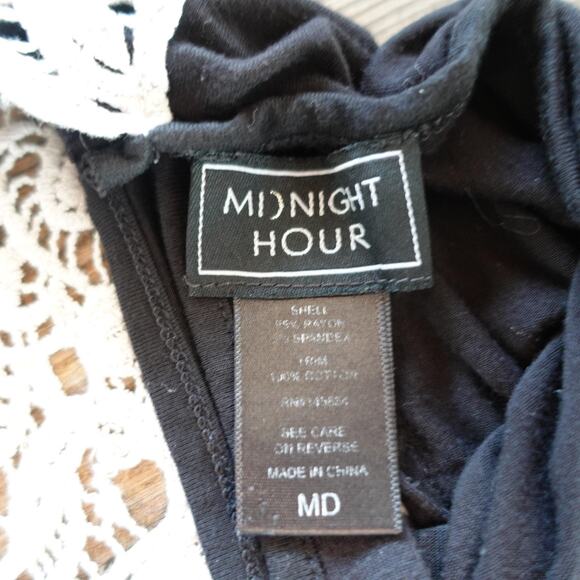 MIDNIGHT
HOUR
SHELL
95% RAYON
5% SPANDEX
TRIM
100% COTTON
SEE CARE
ON REVERSE
MADE IN CHINA
MD